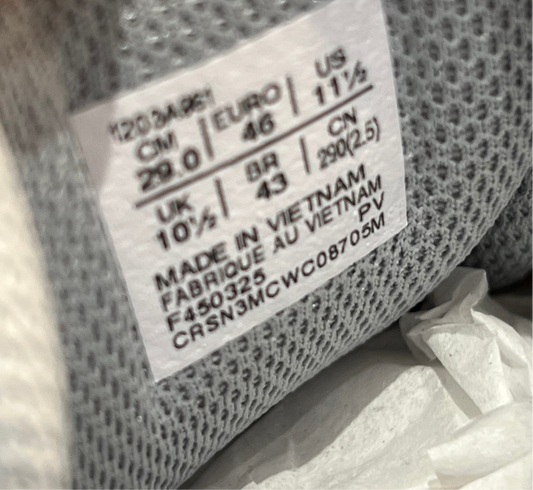 1203A961
CM | EURO | US
29.0 | 46 | 11½
UK | BR | CN
10½ | 43 | 290(2.5)
MADE IN VIETNAM
FABRIQUE AU VIETNAM
F450325 PV
CRSN3MCWC08705M